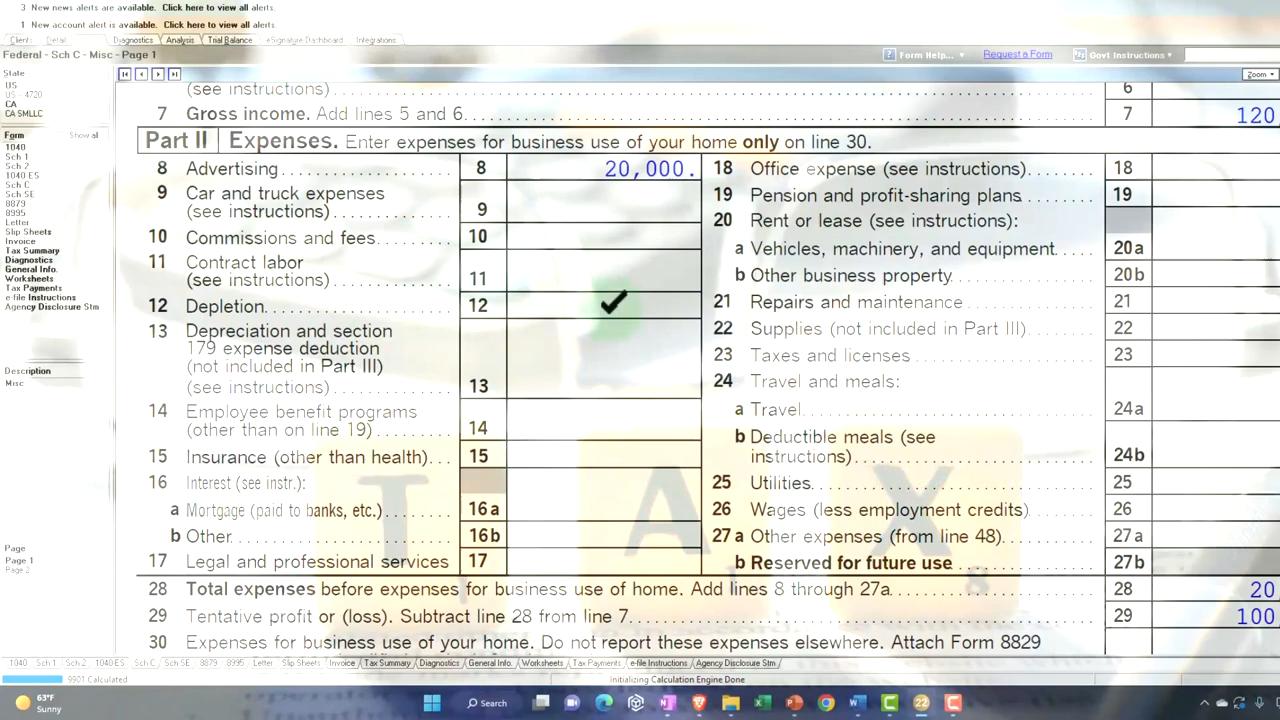 3 New news alerts are available. Click here to view all alerts.
1 New account alert is available. Click here to view all alerts.
Clients Detail Diagnostics Analysis Trial Balance eSignature Dashboard Integrations
Federal - Sch C - Misc - Page 1 Form Help... Request a Form Govt Instructions
State
US
US - 4720
CA
CA SMLLC
Form Show all
1040
Sch 1
Sch 2
1040 ES
Sch C
Sch SE
8879
8995
Letter
Slip Sheets
Invoice
Tax Summary
Diagnostics
General Info.
Worksheets
Tax Payments
e-file Instructions
Agency Disclosure Stm
Description
Misc
Page
Page 1
Page 2
Zoom
(see instructions) 6
7 Gross income. Add lines 5 and 6 7 120
Part II Expenses. Enter expenses for business use of your home only on line 30.
8 Advertising 8 20,000.
9 Car and truck expenses
(see instructions) 9
10 Commissions and fees 10
11 Contract labor
(see instructions) 11
12 Depletion 12
13 Depreciation and section
179 expense deduction
(not included in Part III)
(see instructions) 13
14 Employee benefit programs
(other than on line 19) 14
15 Insurance (other than health) 15
16 Interest (see instr.):
a Mortgage (paid to banks, etc.) 16a
b Other 16b
17 Legal and professional services 17
18 Office expense (see instructions) 18
19 Pension and profit-sharing plans 19
20 Rent or lease (see instructions):
a Vehicles, machinery, and equipment 20a
b Other business property 20b
21 Repairs and maintenance 21
22 Supplies (not included in Part III) 22
23 Taxes and licenses 23
24 Travel and meals:
a Travel 24a
b Deductible meals (see
instructions) 24b
25 Utilities 25
26 Wages (less employment credits) 26
27a Other expenses (from line 48) 27a
b Reserved for future use 27b
28 Total expenses before expenses for business use of home. Add lines 8 through 27a 28 20
29 Tentative profit or (loss). Subtract line 28 from line 7 29 100
30 Expenses for business use of your home. Do not report these expenses elsewhere. Attach Form 8829
T A X
8
1040 Sch 1 Sch 2 1040 ES Sch C Sch SE 8879 8995 Letter Slip Sheets Invoice Tax Summary Diagnostics General Info. Worksheets Tax Payments e-file Instructions Agency Disclosure Stm
9901 Calculated Initializing Calculation Engine Done
63°F
Sunny
Search
22